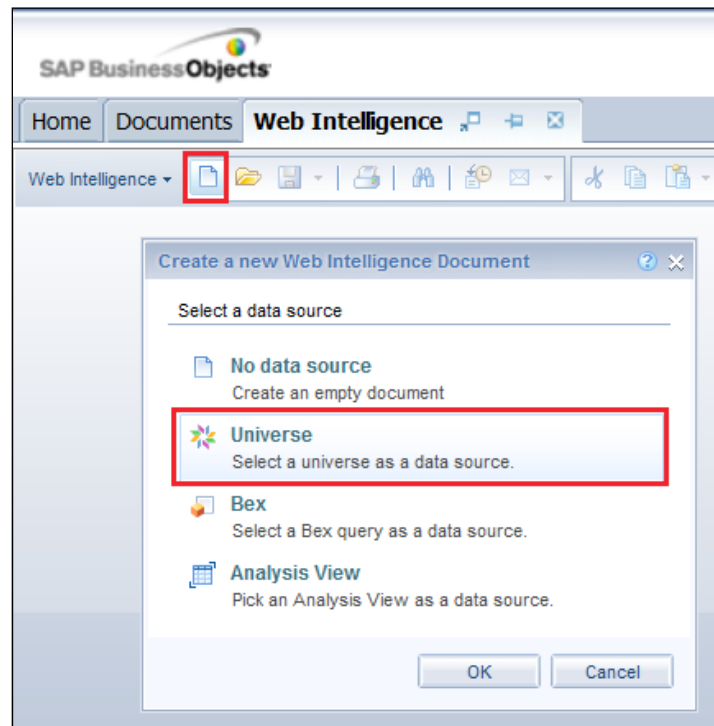 SAP BusinessObjects
Home Documents Web Intelligence
Web Intelligence
Create a new Web Intelligence Document
Select a data source
No data source
Create an empty document
Universe
Select a universe as a data source.
Bex
Select a Bex query as a data source.
Analysis View
Pick an Analysis View as a data source.
OK Cancel